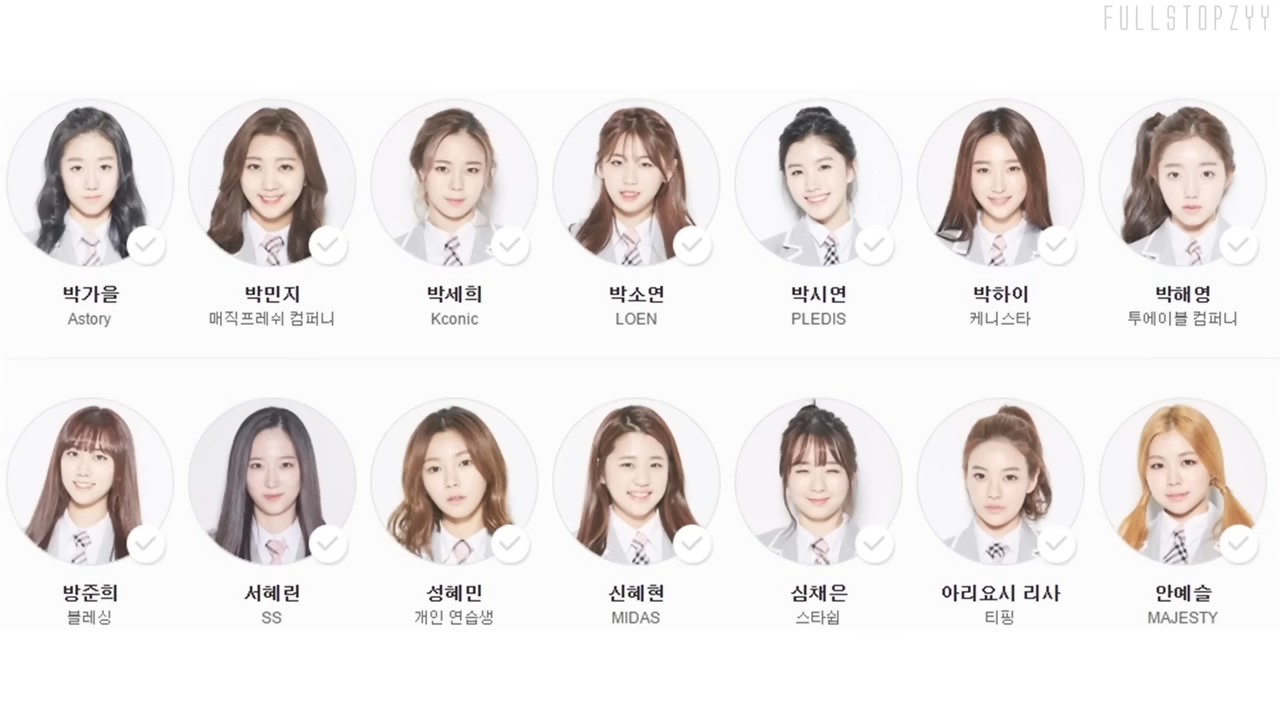 FULLSTOPZYY
박가을 박민지 박세희 박소연 박시연 박하이 박해영
Astory 매직프레쉬 컴퍼니 Kconic LOEN PLEDIS 케니스타 투에이블 컴퍼니
방준희 서혜린 성혜민 신혜현 심채은 아리요시 리사 안예슬
블레싱 SS 개인 연습생 MIDAS 스타쉽 티핑 MAJESTY